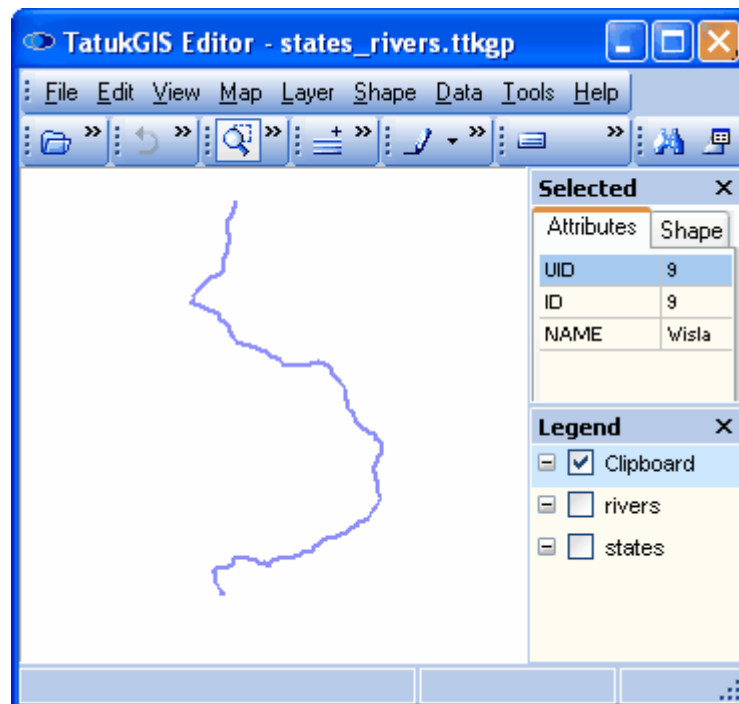 TatukGIS Editor - states_rivers.ttkgp
File Edit View Map Layer Shape Data Tools Help
Selected
Attributes Shape
UID 9
ID 9
NAME Wisla
Legend
Clipboard
rivers
states